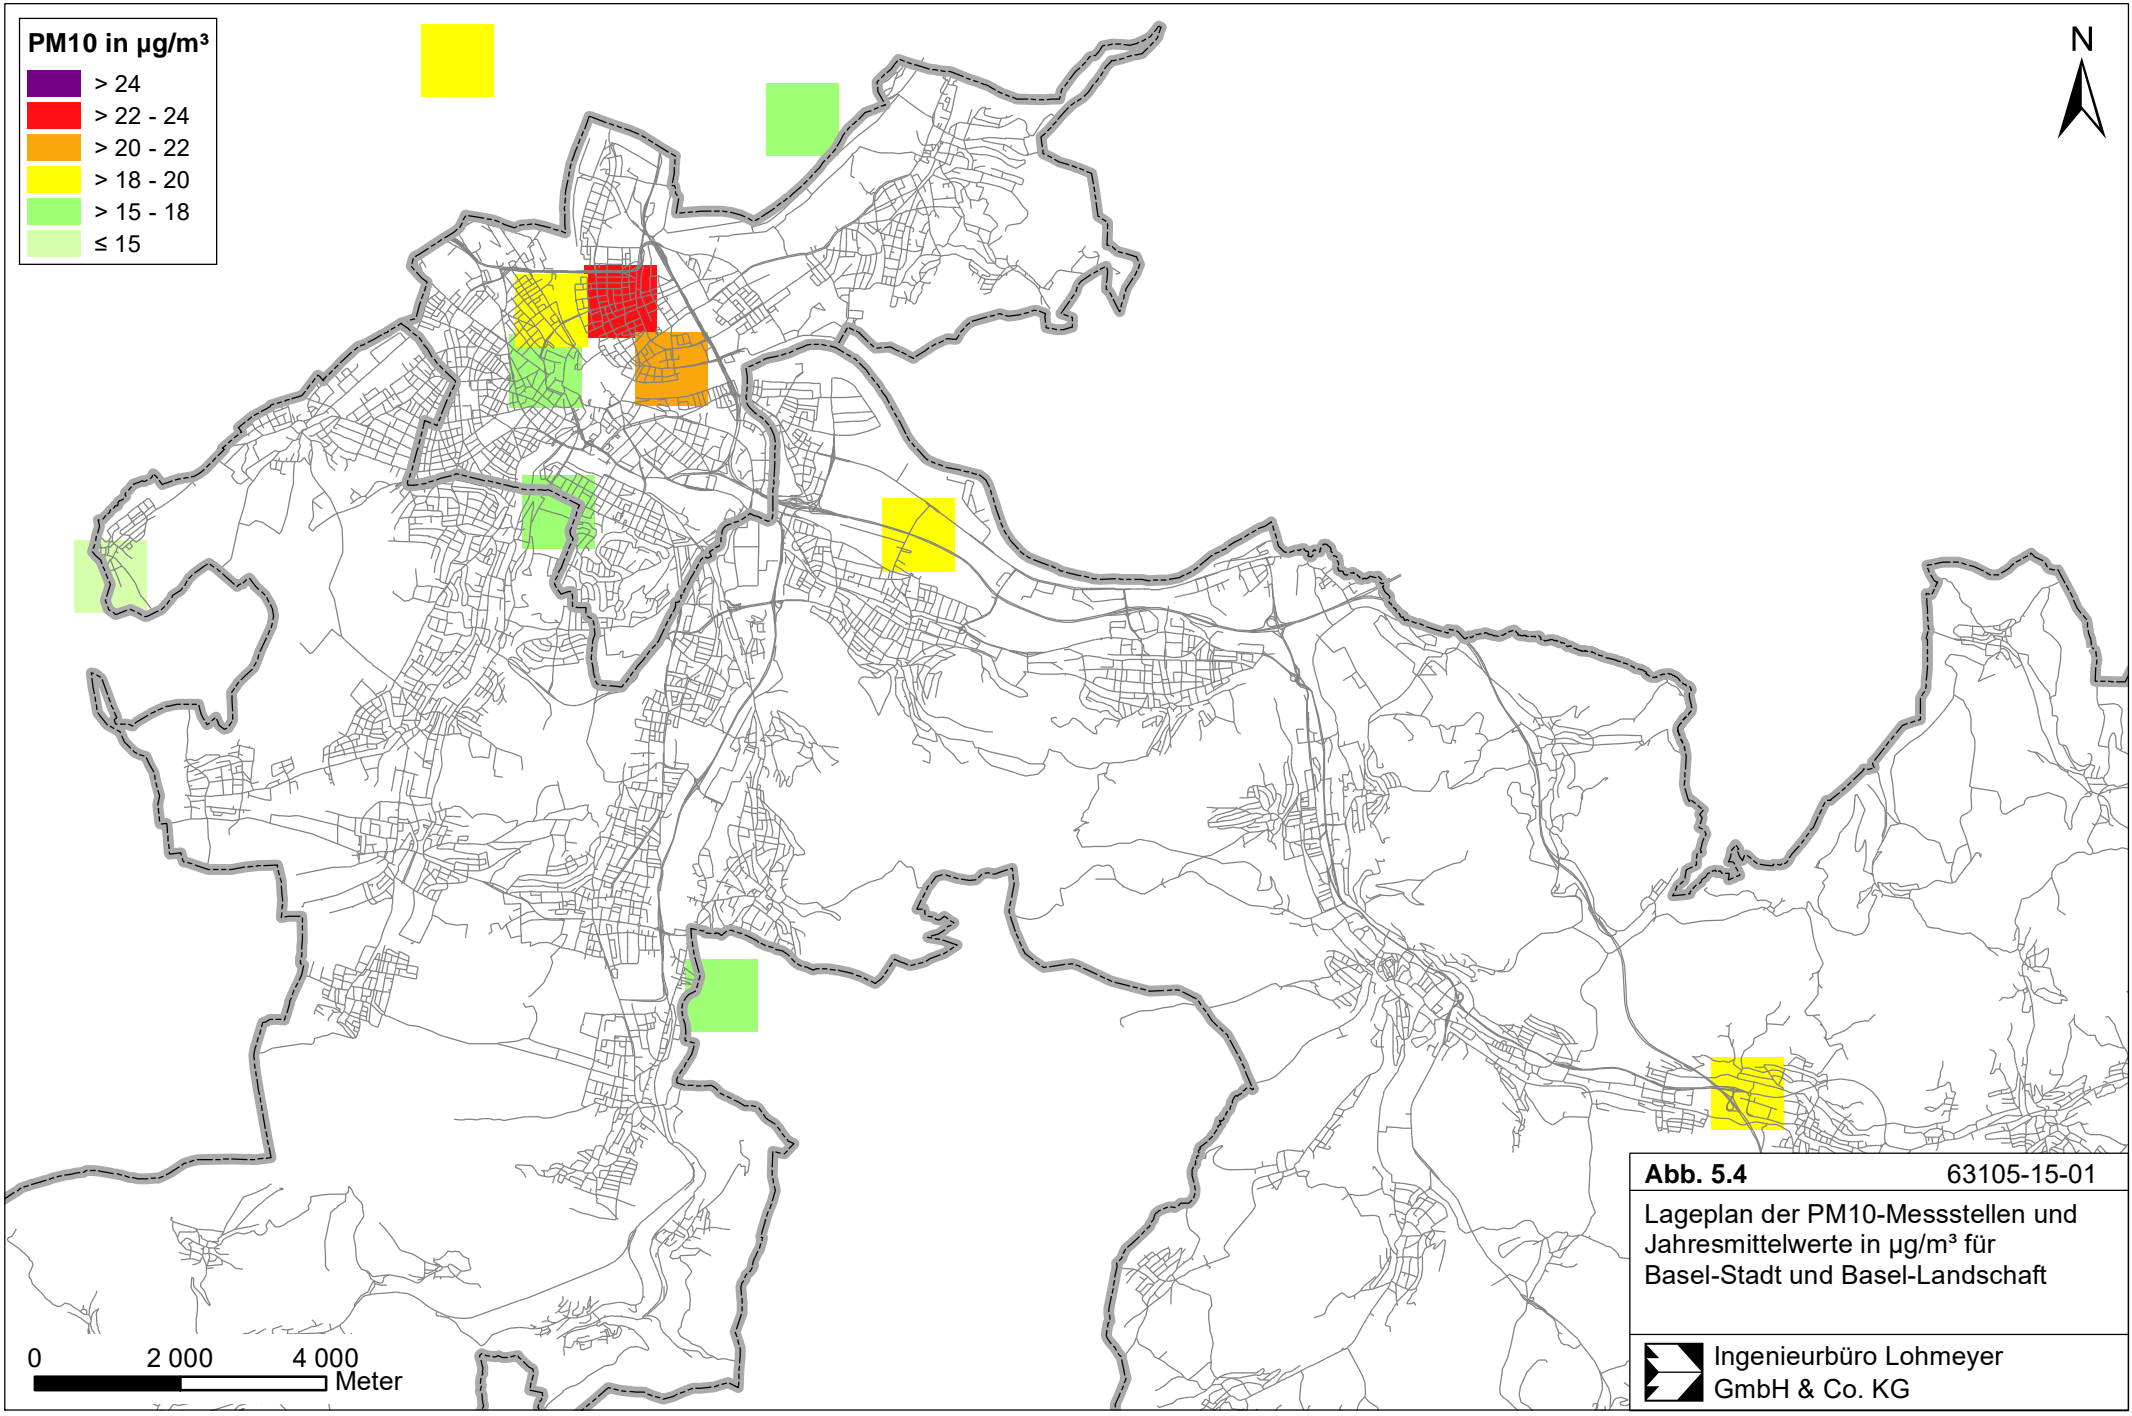 PM10 in µg/m³
> 24
> 22 - 24
> 20 - 22
> 18 - 20
> 15 - 18
≤ 15
N
0 2 000 4 000
Meter
Abb. 5.4 63105-15-01
Lageplan der PM10-Messstellen und
Jahresmittelwerte in µg/m³ für
Basel-Stadt und Basel-Landschaft
Ingenieurbüro Lohmeyer
GmbH & Co. KG